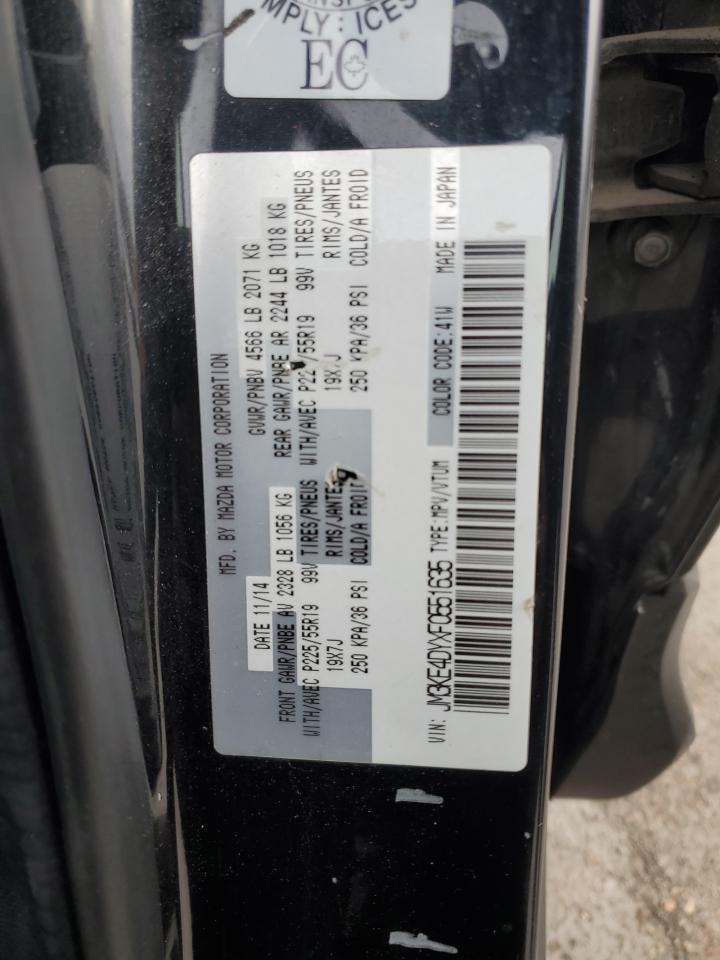 MPLY: ICES
EC
MFD. BY MAZDA MOTOR CORPORATION
DATE 11/14 GVWR/PNBV 4566 LB 2071 KG
FRONT GAWR/PNBE AV 2328 LB 1056 KG REAR GAWR/PNBE AR 2244 LB 1018 KG
WITH/AVEC P225/55R19 99V TIRES/PNEUS WITH/AVEC P225/55R19 99V TIRES/PNEUS
19X7J RIMS/JANTES 19X7J RIMS/JANTES
250 KPA/36 PSI COLD/A FROID 250 KPA/36 PSI COLD/A FROID
VIN: JM3KE4DYXF0551635 TYPE:MPV/VTUM COLOR CODE:41W MADE IN JAPAN